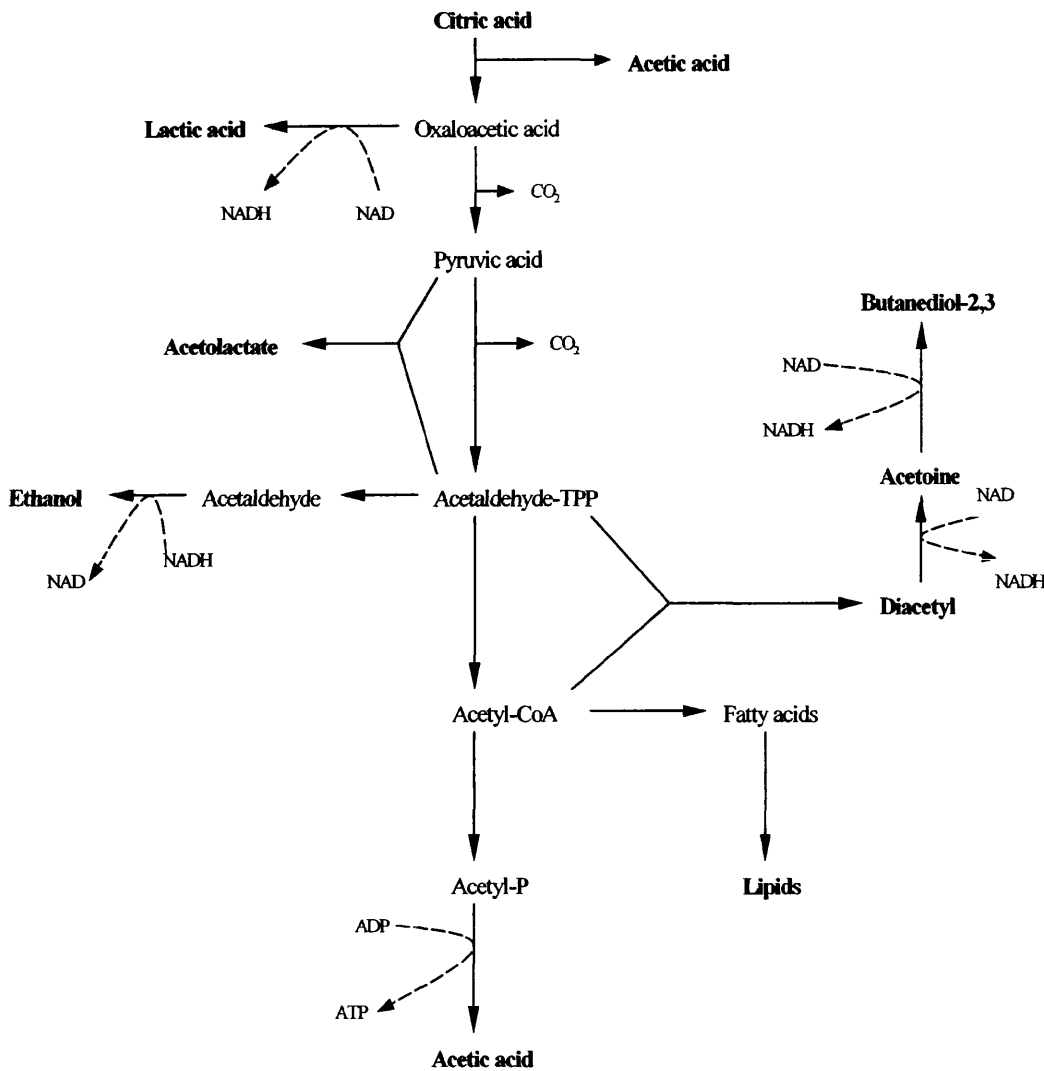 Citric acid
Acetic acid
Lactic acid
Oxaloacetic acid
NADH
NAD
CO₂
Pyruvic acid
Butanediol-2,3
Acetolactate
CO₂
NAD
NADH
Acetoine
Ethanol
Acetaldehyde
Acetaldehyde-TPP
NAD
NAD
NADH
NADH
Diacetyl
Acetyl-CoA
Fatty acids
Acetyl-P
Lipids
ADP
ATP
Acetic acid